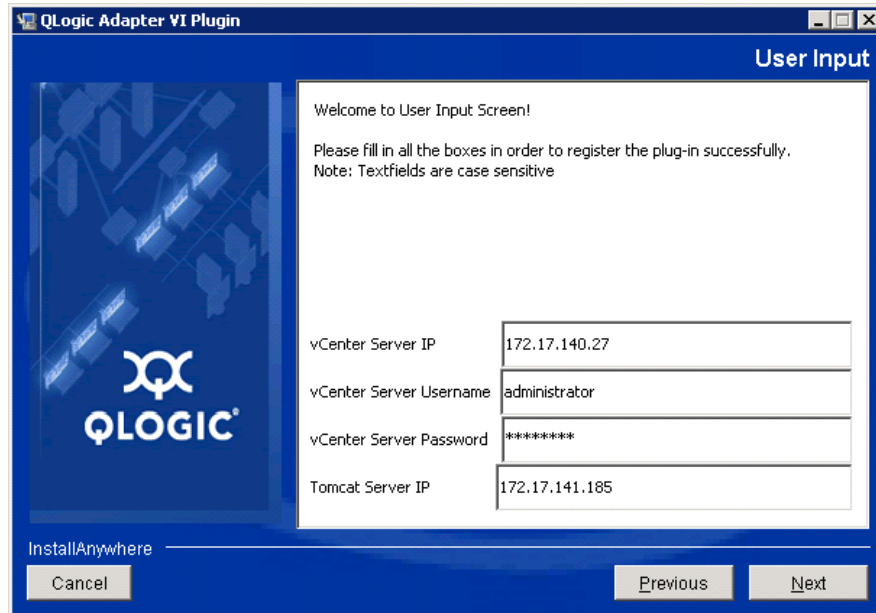 QLogic Adapter VI Plugin
User Input
Welcome to User Input Screen!
Please fill in all the boxes in order to register the plug-in successfully.
Note: Textfields are case sensitive
vCenter Server IP 172.17.140.27
vCenter Server Username administrator
vCenter Server Password ********
Tomcat Server IP 172.17.141.185
QLOGIC®
InstallAnywhere
Cancel Previous Next